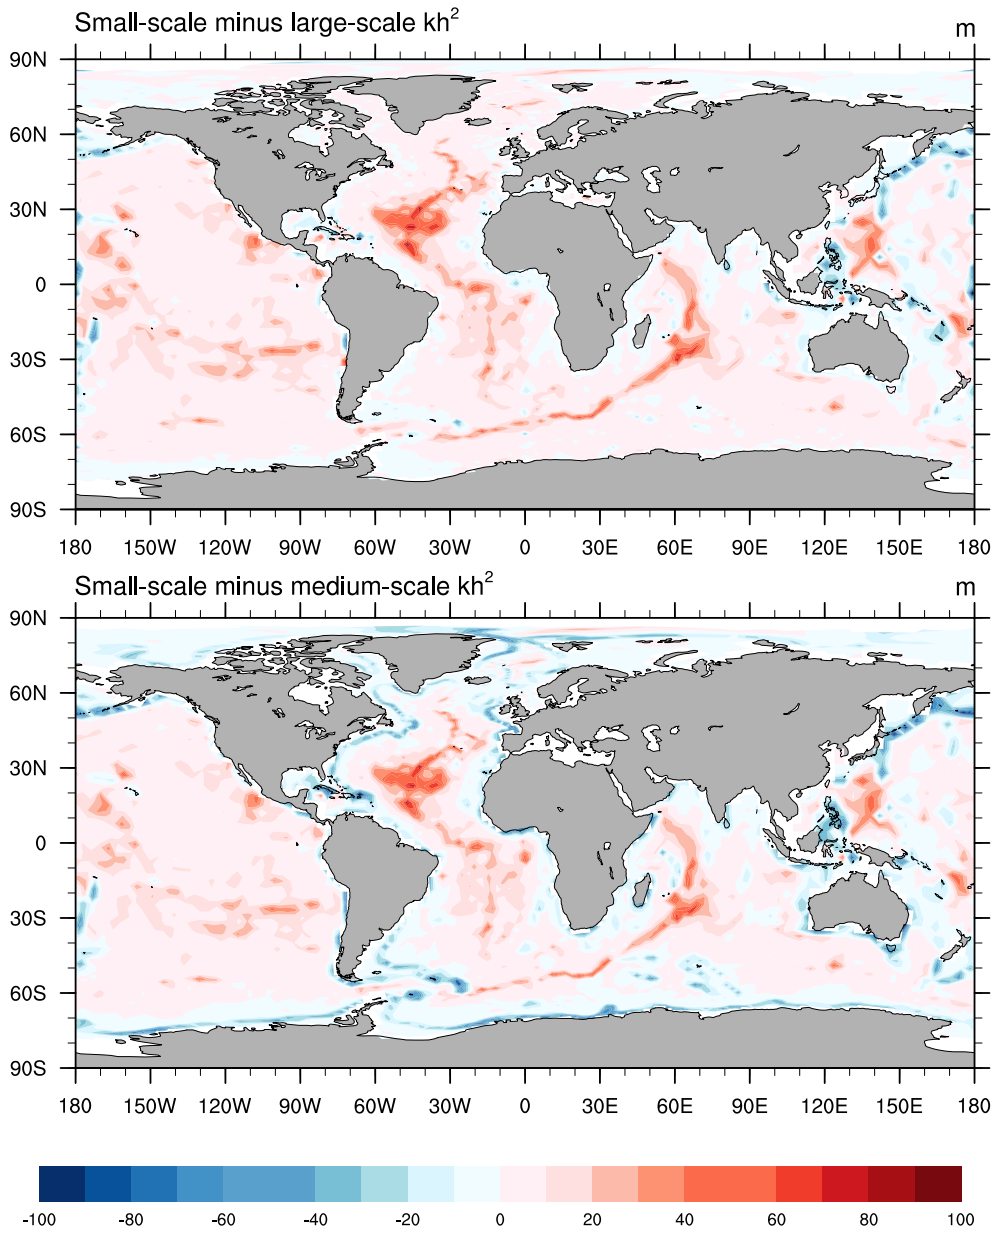 Small-scale minus large-scale kh²
m
90N
60N
30N
0
30S
60S
90S
180 150W 120W 90W 60W 30W 0 30E 60E 90E 120E 150E 180
Small-scale minus medium-scale kh²
m
90N
60N
30N
0
30S
60S
90S
180 150W 120W 90W 60W 30W 0 30E 60E 90E 120E 150E 180
-100 -80 -60 -40 -20 0 20 40 60 80 100